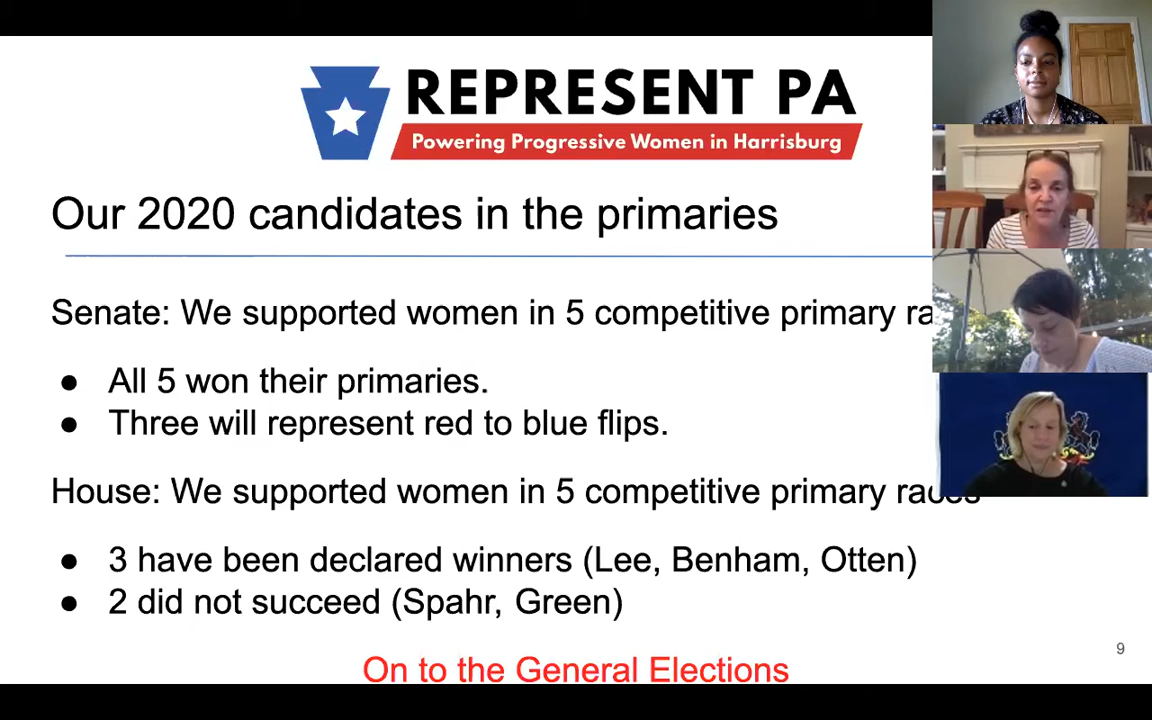 REPRESENT PA
Powering Progressive Women in Harrisburg
Our 2020 candidates in the primaries
Senate: We supported women in 5 competitive primary ra
● All 5 won their primaries.
● Three will represent red to blue flips.
House: We supported women in 5 competitive primary races
● 3 have been declared winners (Lee, Benham, Otten)
● 2 did not succeed (Spahr, Green)
9
On to the General Elections